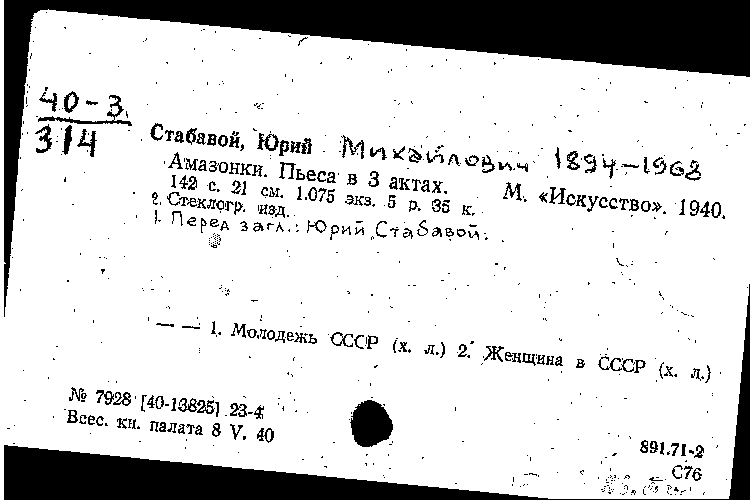 40-3
314
Стабавой, Юрий Михайлович 1894-1968
Амазонки. Пьеса в 3 актах. М. «Искусство». 1940.
142 с. 21 см. 1.075 экз. 5 р. 35 к.
2. Стеклогр. изд.
1. Перед загл.: Юрий Стабавой.
— — 1. Молодежь СССР (х. л.) 2. Женщина в СССР (х. л.)
№ 7928 [40-13825] 23-4
Всес. кн. палата 8 V. 40
891.71-2
С76